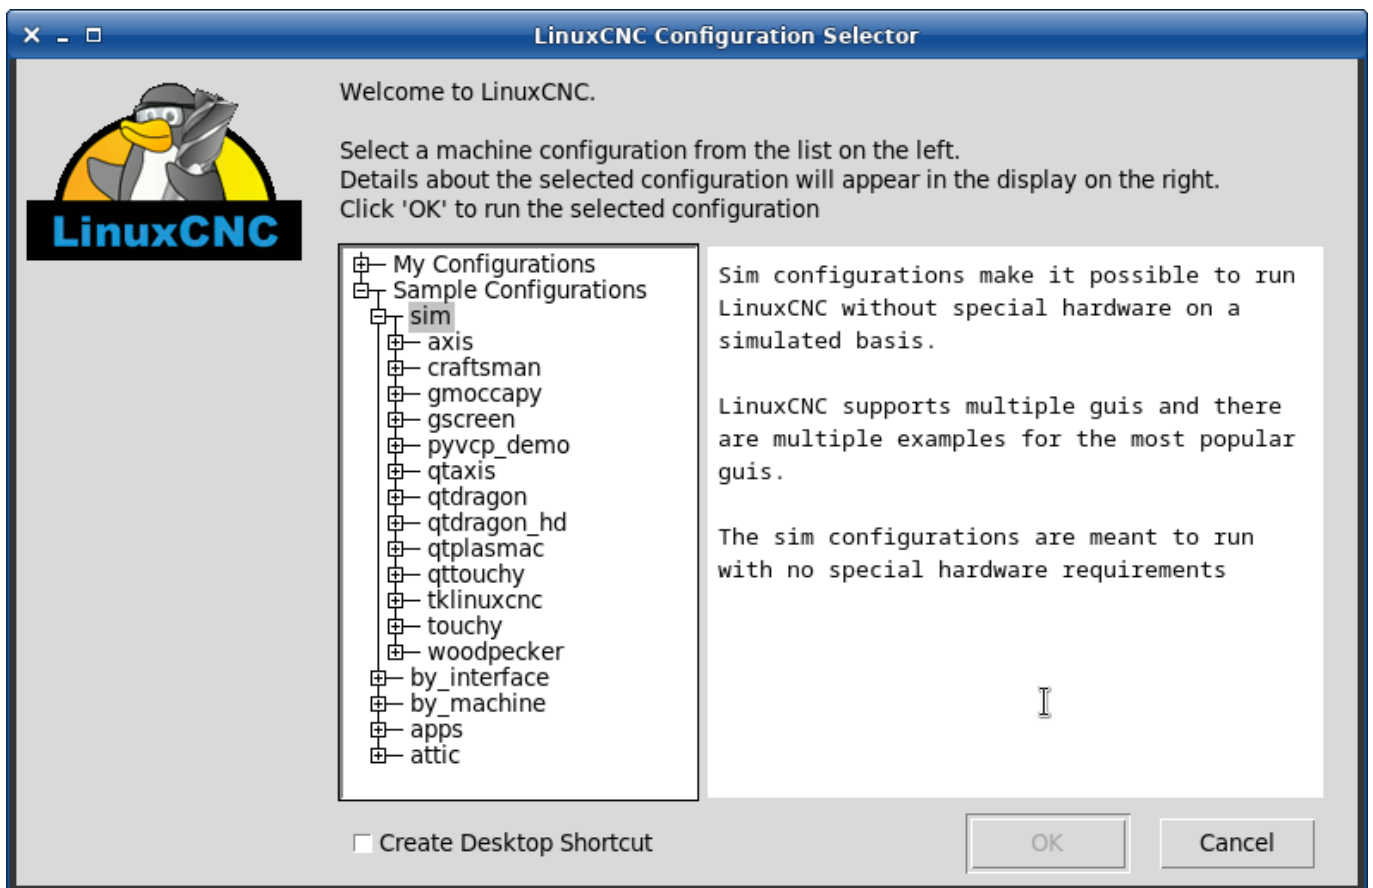 LinuxCNC Configuration Selector
LinuxCNC
Welcome to LinuxCNC.
Select a machine configuration from the list on the left.
Details about the selected configuration will appear in the display on the right.
Click 'OK' to run the selected configuration
My Configurations
Sample Configurations
sim
axis
craftsman
gmoccapy
gscreen
pyvcp_demo
qtaxis
qtdragon
qtdragon_hd
qtplasmac
qttouchy
tklinuxcnc
touchy
woodpecker
by_interface
by_machine
apps
attic
Sim configurations make it possible to run
LinuxCNC without special hardware on a
simulated basis.
LinuxCNC supports multiple guis and there
are multiple examples for the most popular
guis.
The sim configurations are meant to run
with no special hardware requirements
Create Desktop Shortcut
OK
Cancel